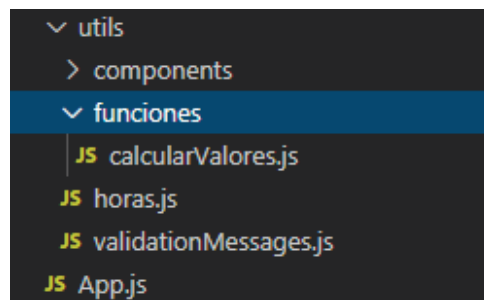 utils
components
funciones
JS calcularValores.js
JS horas.js
JS validationMessages.js
JS App.js